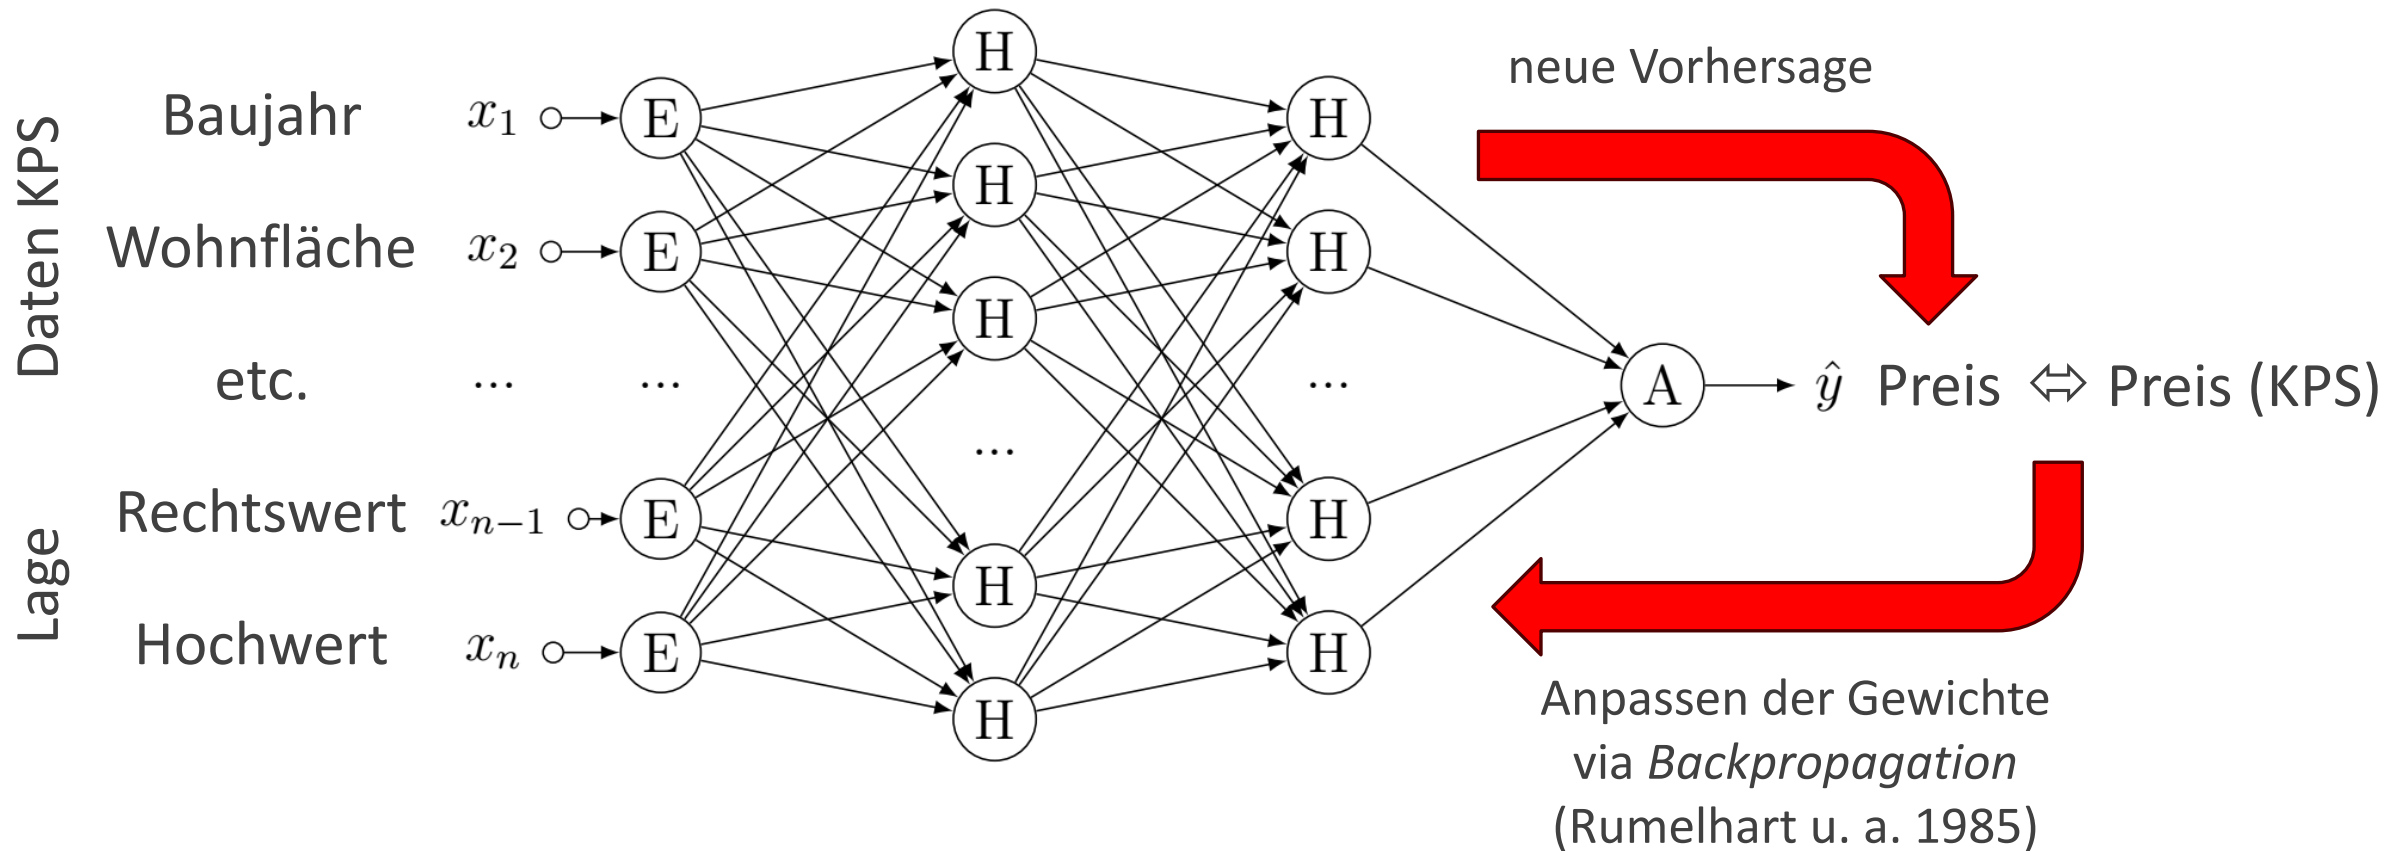 Daten KPS
Lage
Baujahr
Wohnfläche
etc.
Rechtswert
Hochwert
x₁
x₂
...
xₙ₋₁
xₙ
E
E
...
E
E
H
H
H
...
H
H
H
H
...
H
H
A
ŷ Preis ⬄ Preis (KPS)
neue Vorhersage
Anpassen der Gewichte
via Backpropagation
(Rumelhart u. a. 1985)